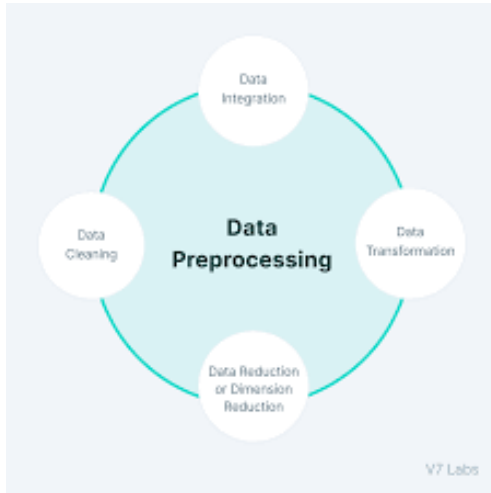 Data
Integration
Data
Cleaning
Data
Preprocessing
Data
Transformation
Data Reduction
or Dimension
Reduction
V7 Labs